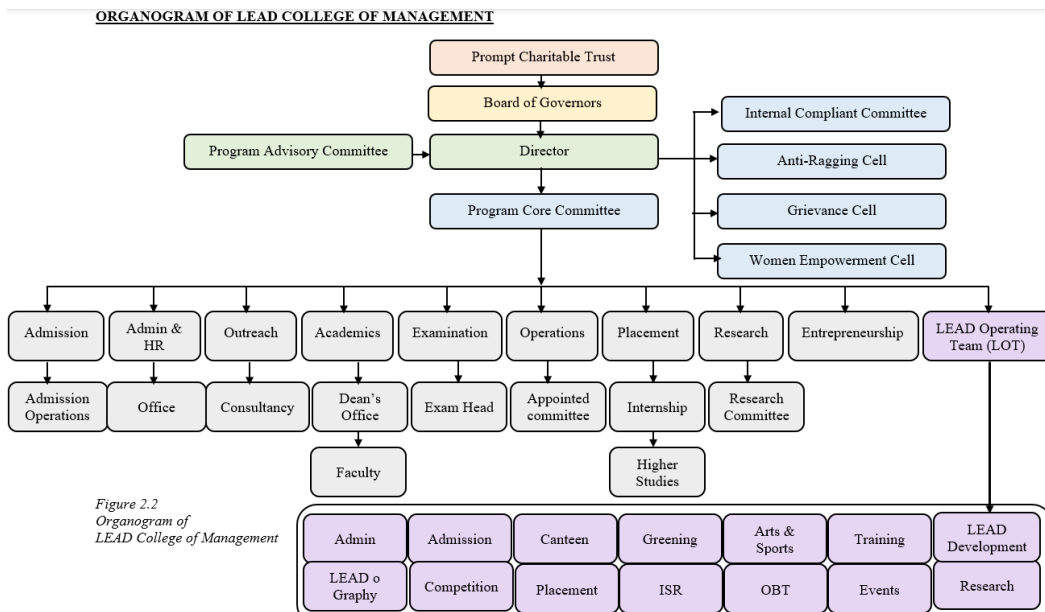 ORGANOGRAM OF LEAD COLLEGE OF MANAGEMENT
Prompt Charitable Trust
Board of Governors
Program Advisory Committee
Director
Program Core Committee
Internal Compliant Committee
Anti-Ragging Cell
Grievance Cell
Women Empowerment Cell
Admission
Admin &
HR
Outreach
Academics
Examination
Operations
Placement
Research
Entrepreneurship
LEAD Operating
Team (LOT)
Admission
Operations
Office
Consultancy
Dean’s
Office
Exam Head
Appointed
committee
Internship
Research
Committee
Faculty
Higher
Studies
Figure 2.2
Organogram of
LEAD College of Management
Admin
Admission
Canteen
Greening
Arts &
Sports
Training
LEAD
Development
LEAD o
Graphy
Competition
Placement
ISR
OBT
Events
Research